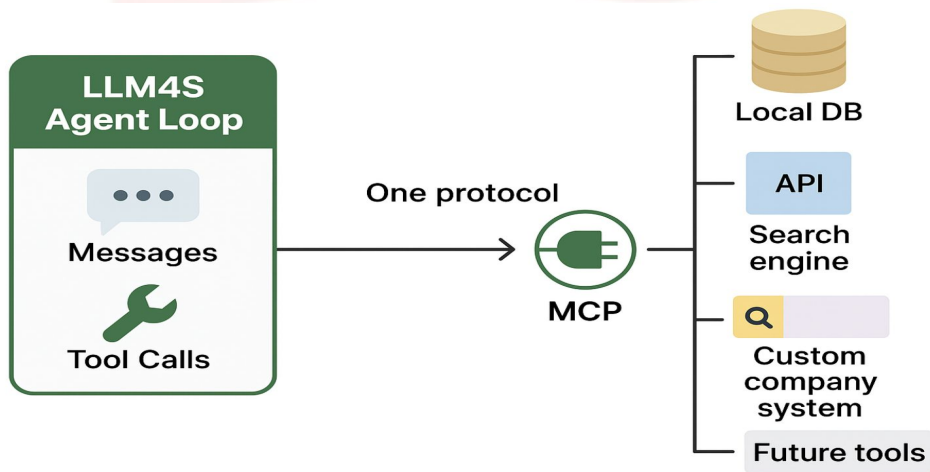 LLM4S
Agent Loop
Messages
Tool Calls
One protocol
MCP
Local DB
API
Search
engine
Custom
company
system
Future tools